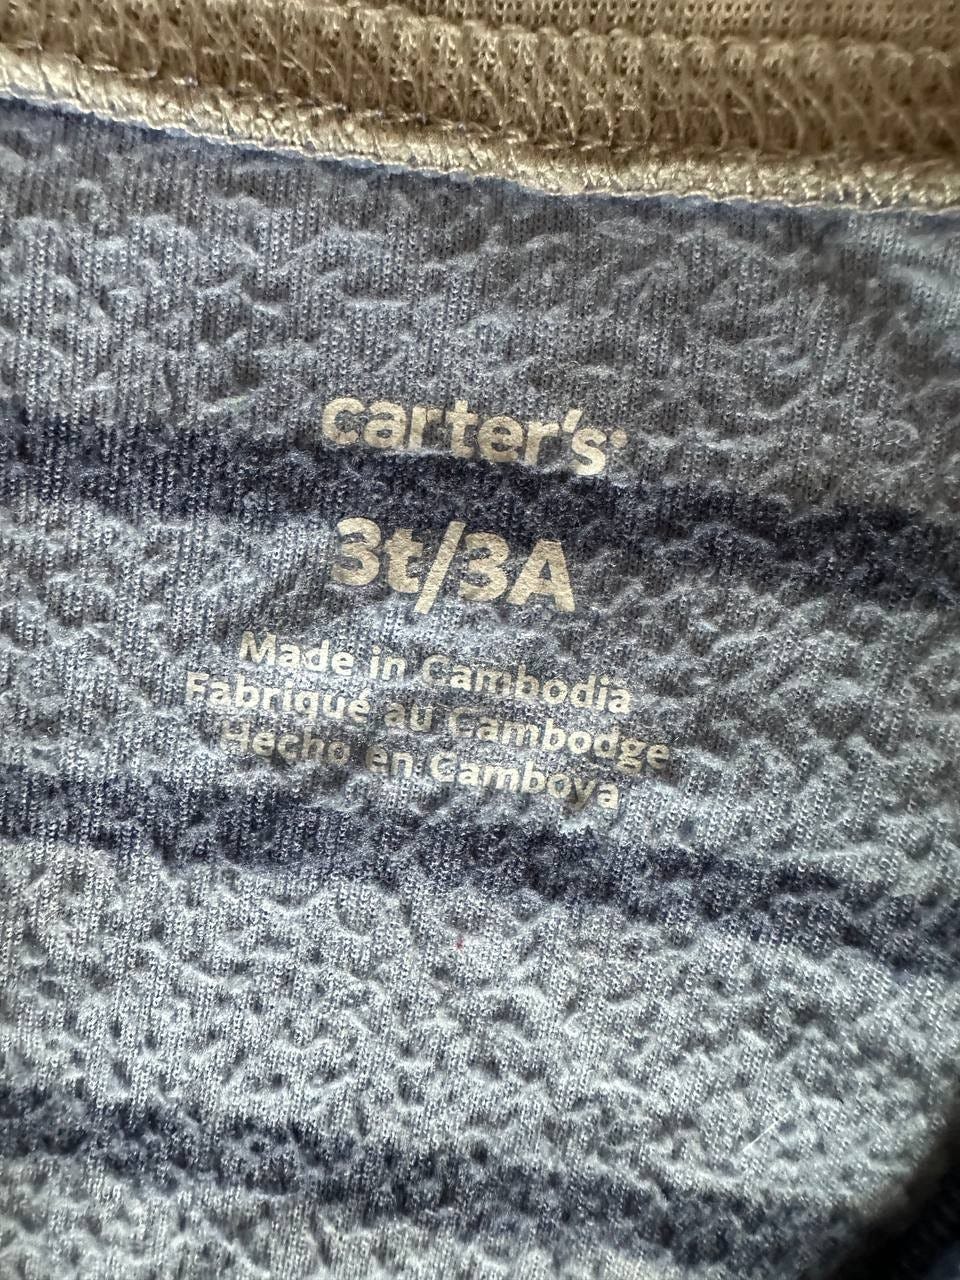 carter's®
3t/3A
Made in Cambodia
Fabriqué au Cambodge
Hecho en Camboya